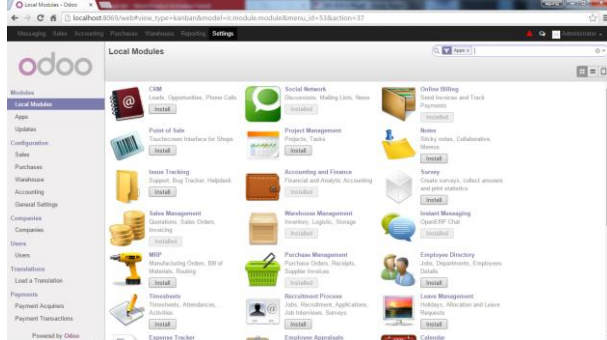 Local Modules - Odoo
localhost:8069/web#view_type=kanban&model=ir.module.module&menu_id=53&action=37
Messaging Sales Accounting Purchases Warehouse Reporting Settings
Administrator
odoo
Local Modules
Apps
Modules
Local Modules
Apps
Updates
Configuration
Sales
Purchases
Warehouse
Accounting
General Settings
Companies
Companies
Users
Users
Translations
Load a Translation
Payments
Payment Acquirers
Payment Transactions
Powered by Odoo
CRM
Leads, Opportunities, Phone Calls
Install
Social Network
Discussions, Mailing Lists, News
Installed
Online Billing
Send Invoices and Track
Payments
Installed
Point of Sale
Touchscreen Interface for Shops
Install
Project Management
Projects, Tasks
Install
Notes
Sticky notes, Collaborative,
Memos
Install
Issue Tracking
Support, Bug Tracker, Helpdesk
Install
Accounting and Finance
Financial and Analytic Accounting
Installed
Survey
Create surveys, collect answers
and print statistics
Install
Sales Management
Quotations, Sales Orders,
Invoicing
Installed
Warehouse Management
Inventory, Logistic, Storage
Installed
Instant Messaging
OpenERP Chat
Install
MRP
Manufacturing Orders, Bill of
Materials, Routing
Install
Purchase Management
Purchase Orders, Receipts,
Supplier Invoices
Installed
Employee Directory
Jobs, Departments, Employees
Details
Install
Timesheets
Timesheets, Attendances,
Activities
Install
Recruitment Process
Jobs, Recruitment, Applications,
Job Interviews, Surveys
Install
Leave Management
Holidays, Allocation and Leave
Requests
Install
Expense Tracker
Employee Appraisals
Calendar